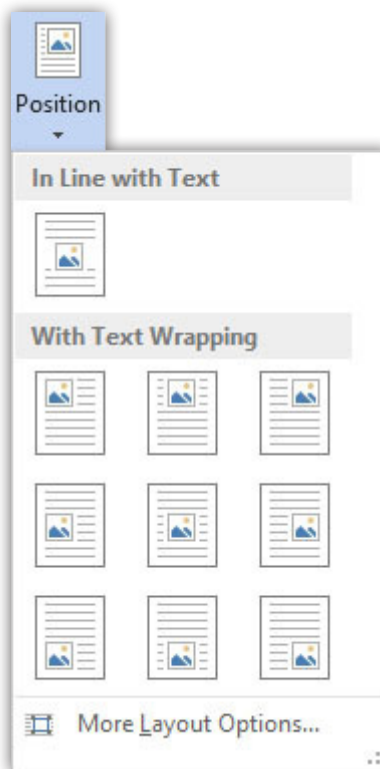 Position
In Line with Text
With Text Wrapping
More Layout Options...